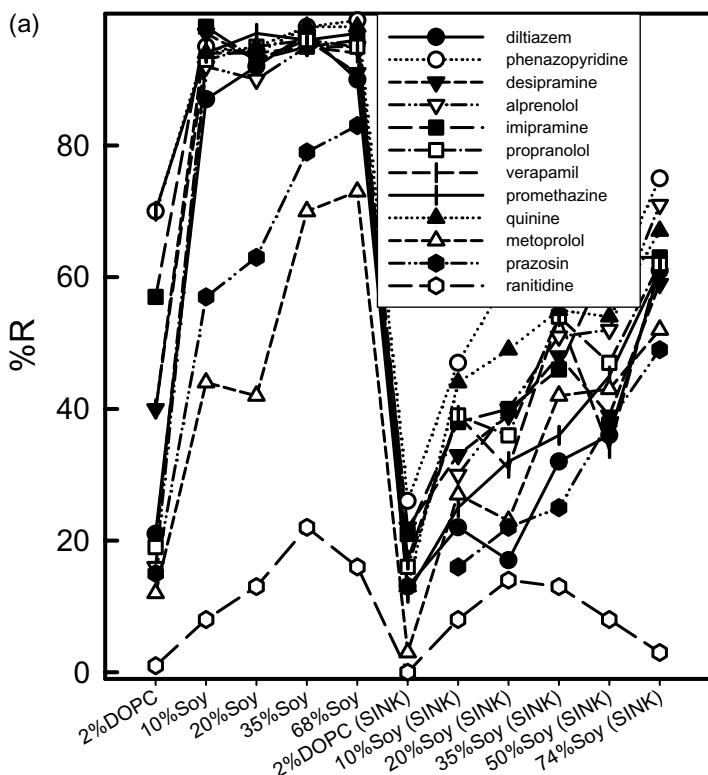 (a)
diltiazem
phenazopyridine
desipramine
alprenolol
imipramine
propranolol
verapamil
promethazine
quinine
metoprolol
prazosin
ranitidine
80
60
40
20
0
%R
2%DOPC
10%Soy
20%Soy
35%Soy
68%Soy
2%DOPC (SINK)
10%Soy (SINK)
20%Soy (SINK)
35%Soy (SINK)
50%Soy (SINK)
74%Soy (SINK)